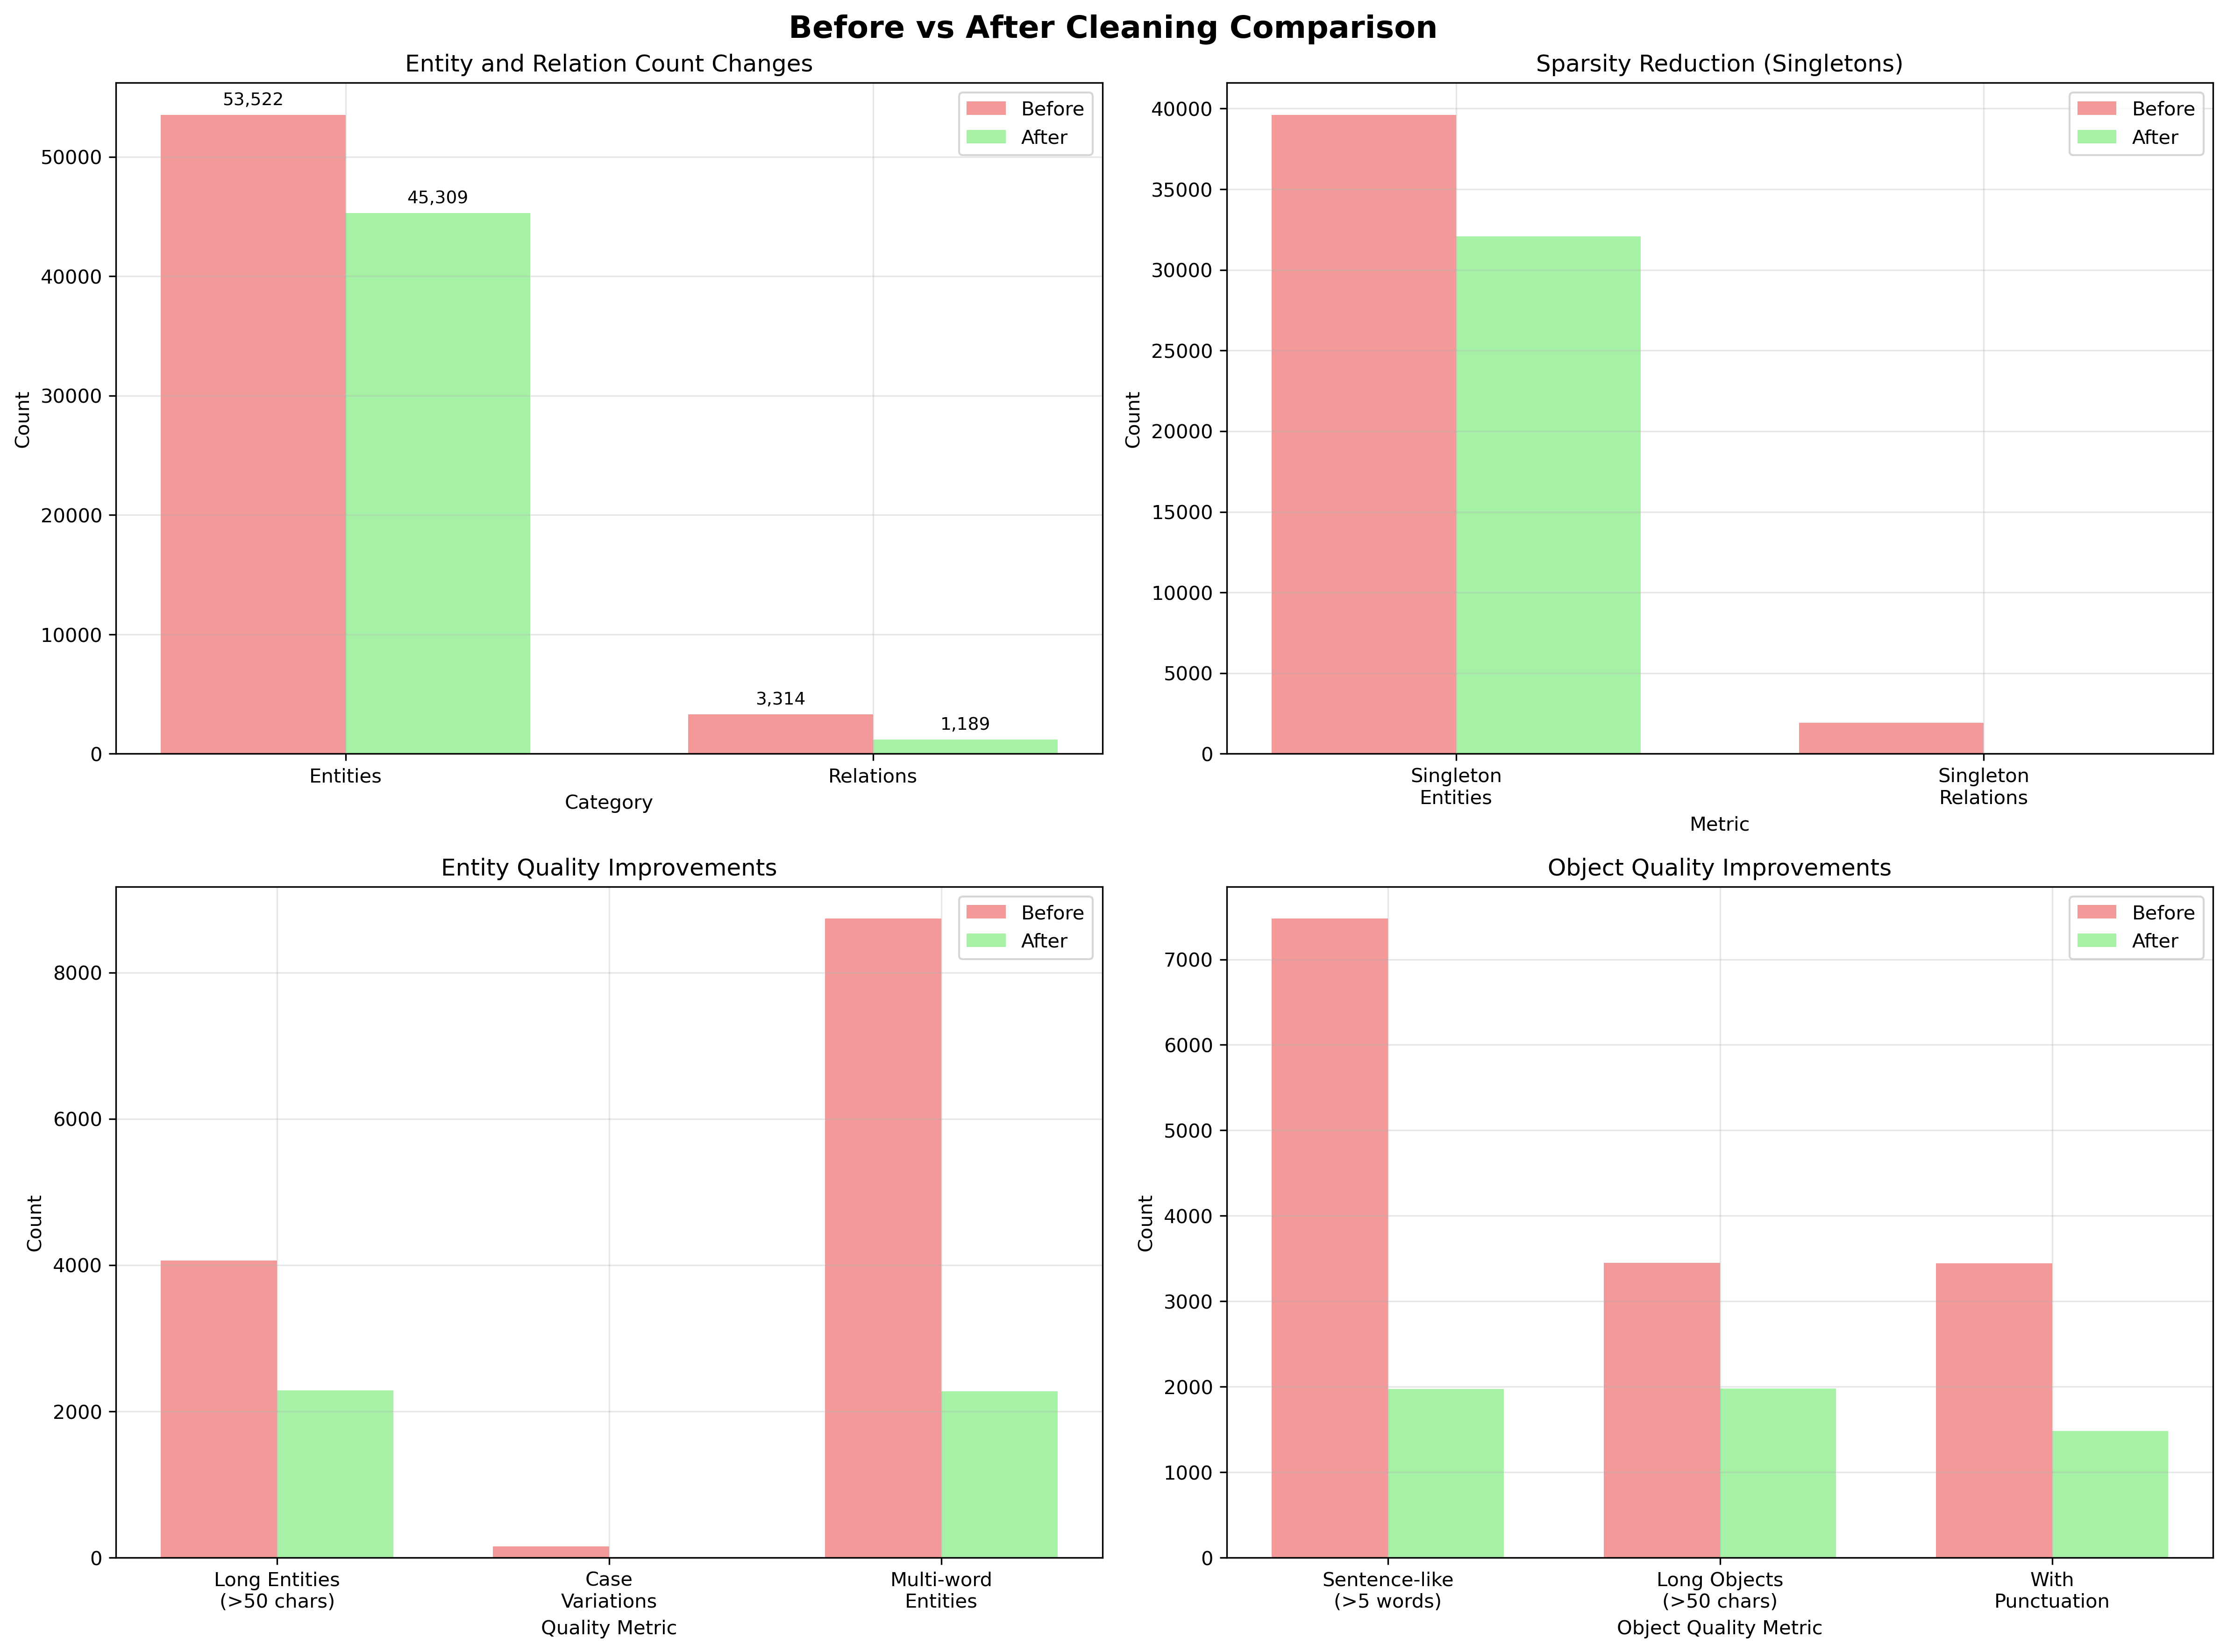 Before vs After Cleaning Comparison
Entity and Relation Count Changes
53,522
45,309
3,314
1,189
Before
After
50000
40000
30000
20000
10000
0
Count
Entities
Relations
Category
Sparsity Reduction (Singletons)
Before
After
40000
35000
30000
25000
20000
15000
10000
5000
0
Count
Singleton
Entities
Singleton
Relations
Metric
Entity Quality Improvements
Before
After
8000
6000
4000
2000
0
Count
Long Entities
(>50 chars)
Case
Variations
Multi-word
Entities
Quality Metric
Object Quality Improvements
Before
After
7000
6000
5000
4000
3000
2000
1000
0
Count
Sentence-like
(>5 words)
Long Objects
(>50 chars)
With
Punctuation
Object Quality Metric